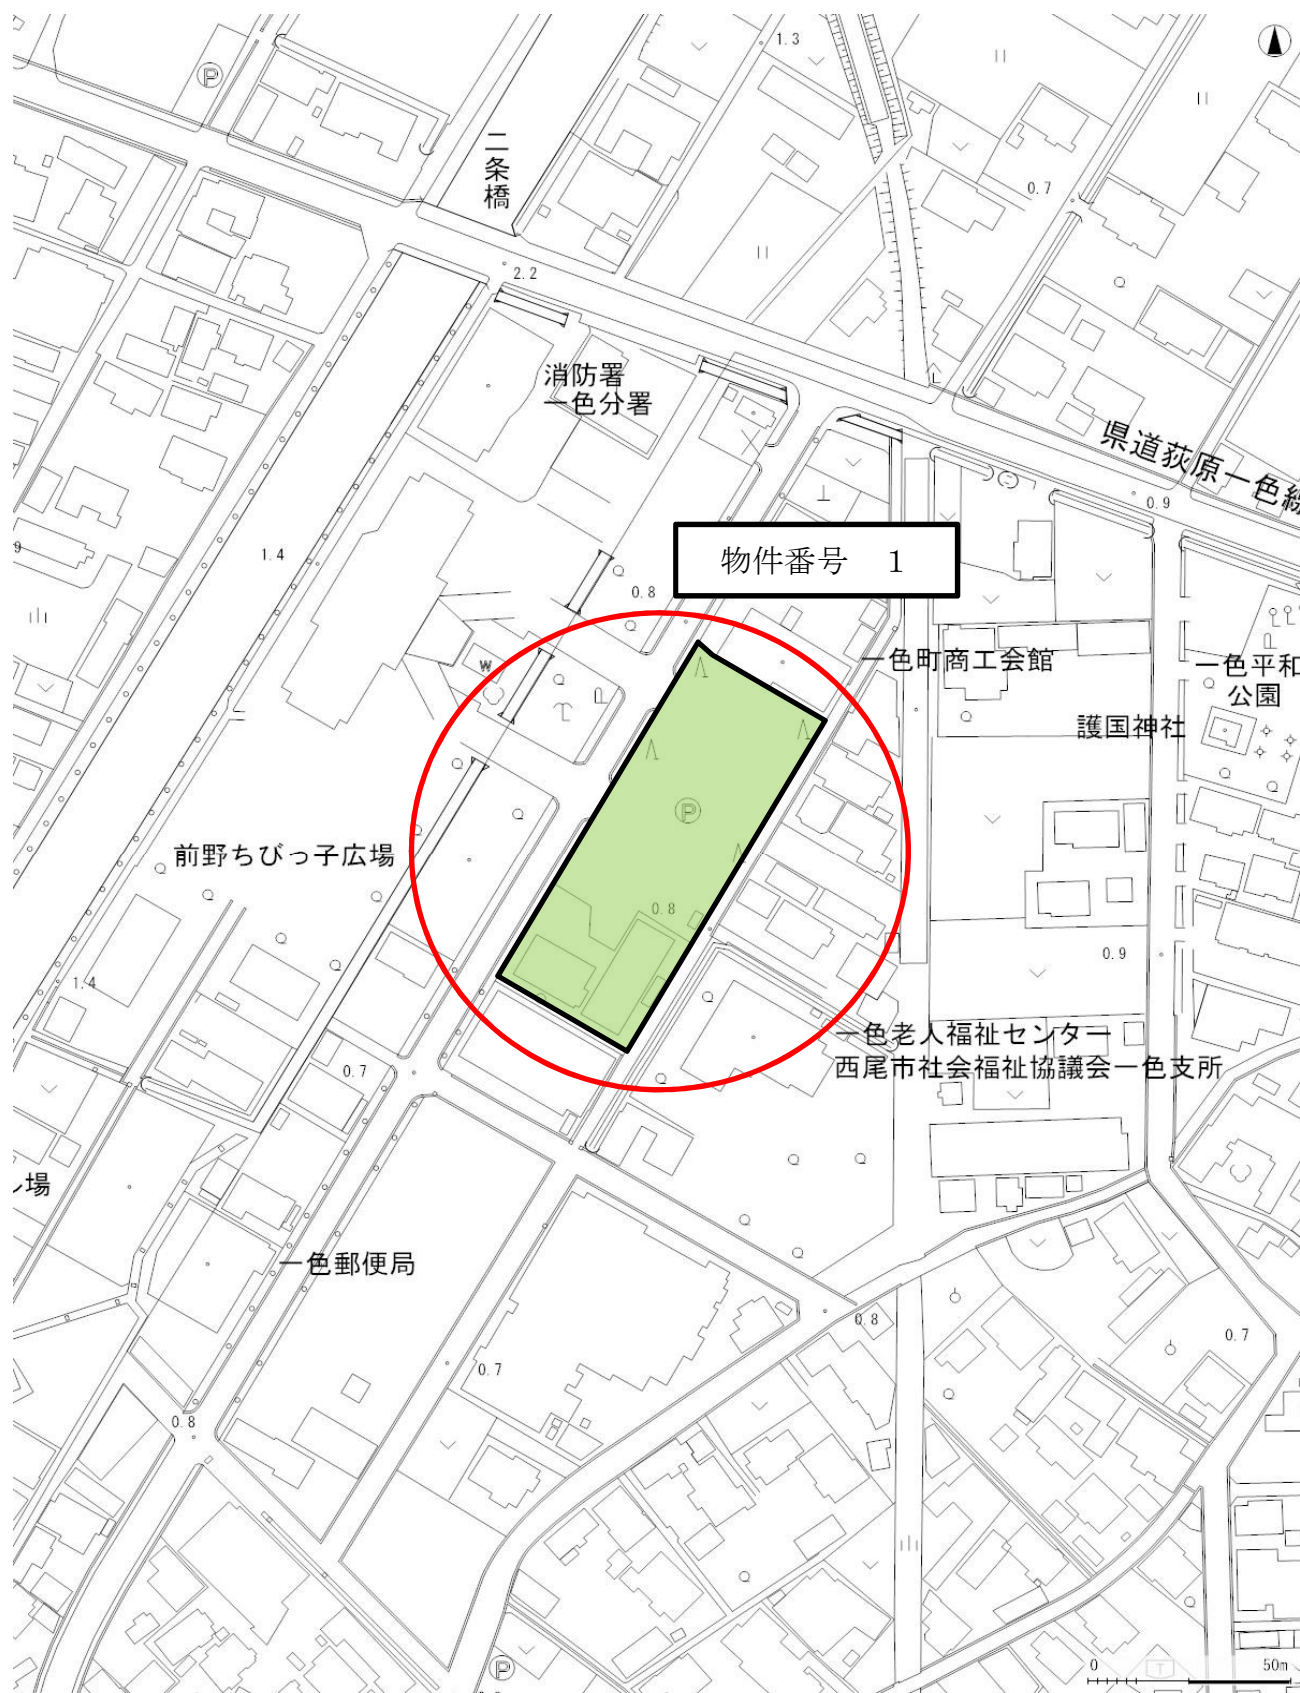 P
1.3
二条橋
0.7
2.2
消防署
一色分署
県道荻原一色線
0.9
1.4
物件番号　1
0.8
一色町商工会館
一色平和
公園
W
護国神社
P
前野ちびっ子広場
0.8
0.9
1.4
一色老人福祉センター
西尾市社会福祉協議会一色支所
0.7
場
一色郵便局
0.8
0.7
0.7
0.8
P
0
50m